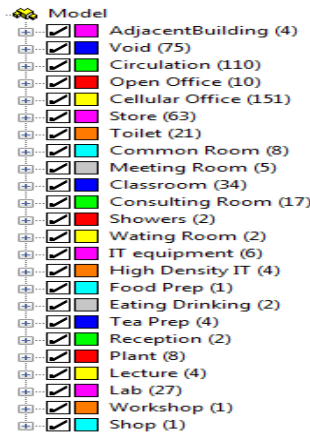 Model
AdjacentBuilding (4)
Void (75)
Circulation (110)
Open Office (10)
Cellular Office (151)
Store (63)
Toilet (21)
Common Room (8)
Meeting Room (5)
Classroom (34)
Consulting Room (17)
Showers (2)
Wating Room (2)
IT equipment (6)
High Density IT (4)
Food Prep (1)
Eating Drinking (2)
Tea Prep (4)
Reception (2)
Plant (8)
Lecture (4)
Lab (27)
Workshop (1)
Shop (1)